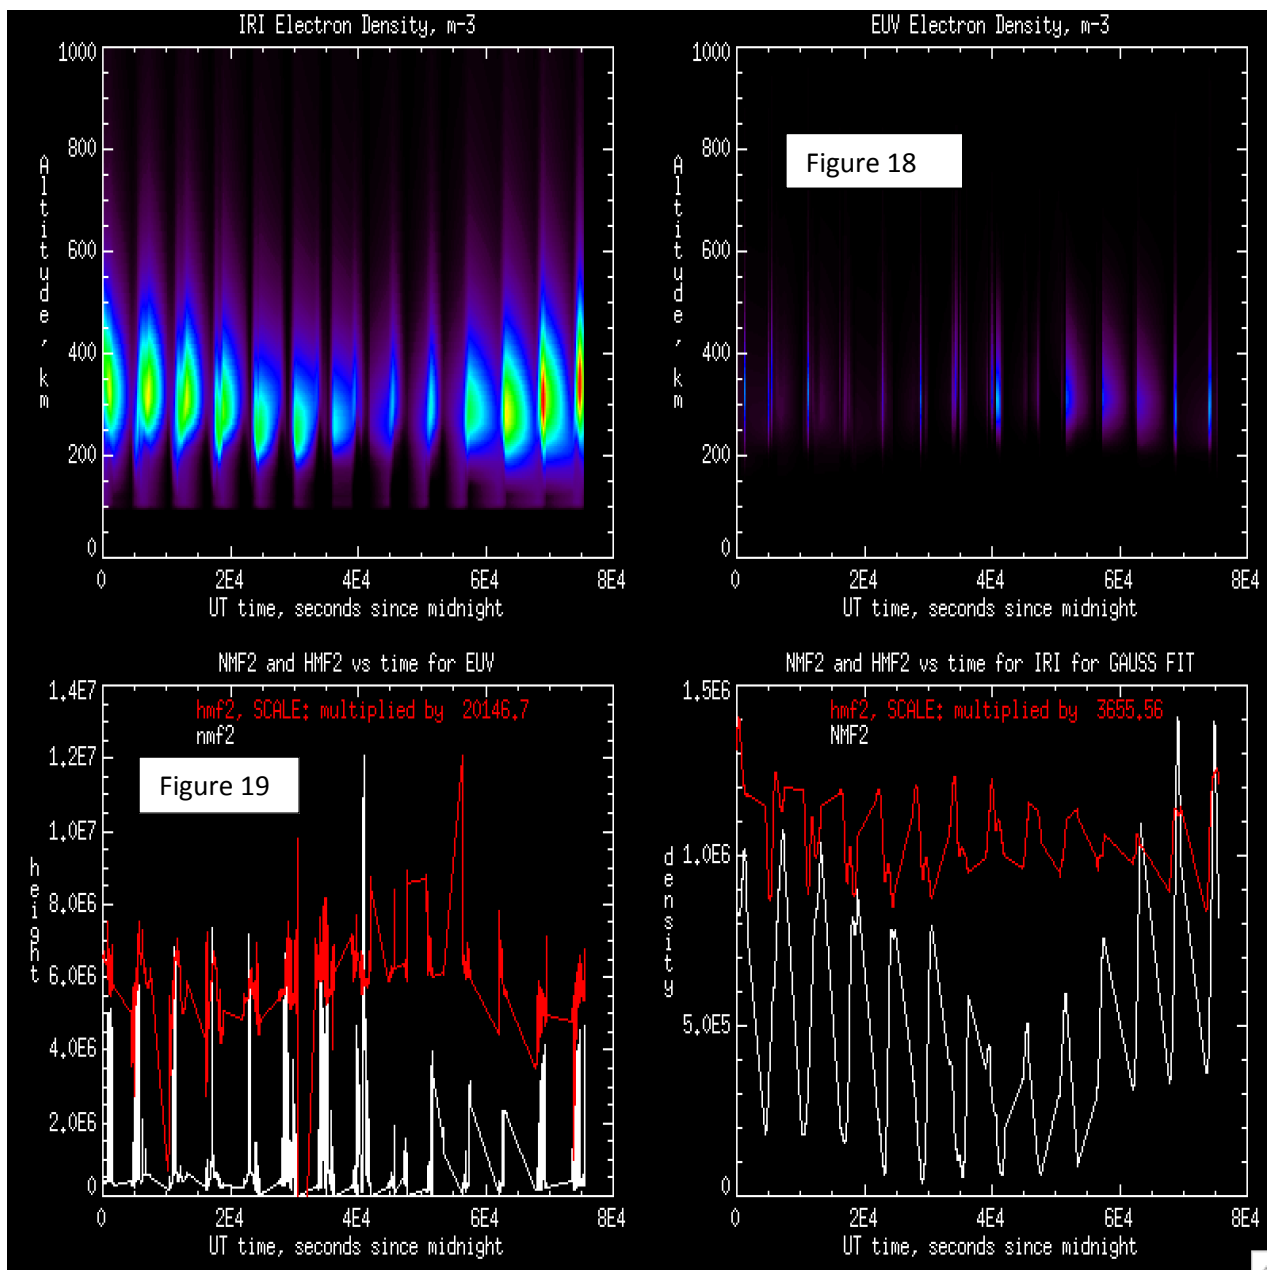 IRI Electron Density, m-3
1000
800
600
400
200
0
Altitude, km
0 2E4 4E4 6E4 8E4
UT time, seconds since midnight
EUV Electron Density, m-3
Figure 18
1000
800
600
400
200
0
Altitude, km
0 2E4 4E4 6E4 8E4
UT time, seconds since midnight
NMF2 and HMF2 vs time for EUV
hmf2, SCALE: multiplied by 20146.7
nmf2
Figure 19
1.4E7
1.2E7
1.0E7
8.0E6
6.0E6
4.0E6
2.0E6
0
height
0 2E4 4E4 6E4 8E4
UT time, seconds since midnight
NMF2 and HMF2 vs time for IRI for GAUSS FIT
hmf2, SCALE: multiplied by 3655.56
NMF2
1.5E6
1.0E6
5.0E5
0
density
0 2E4 4E4 6E4 8E4
UT time, seconds since midnight